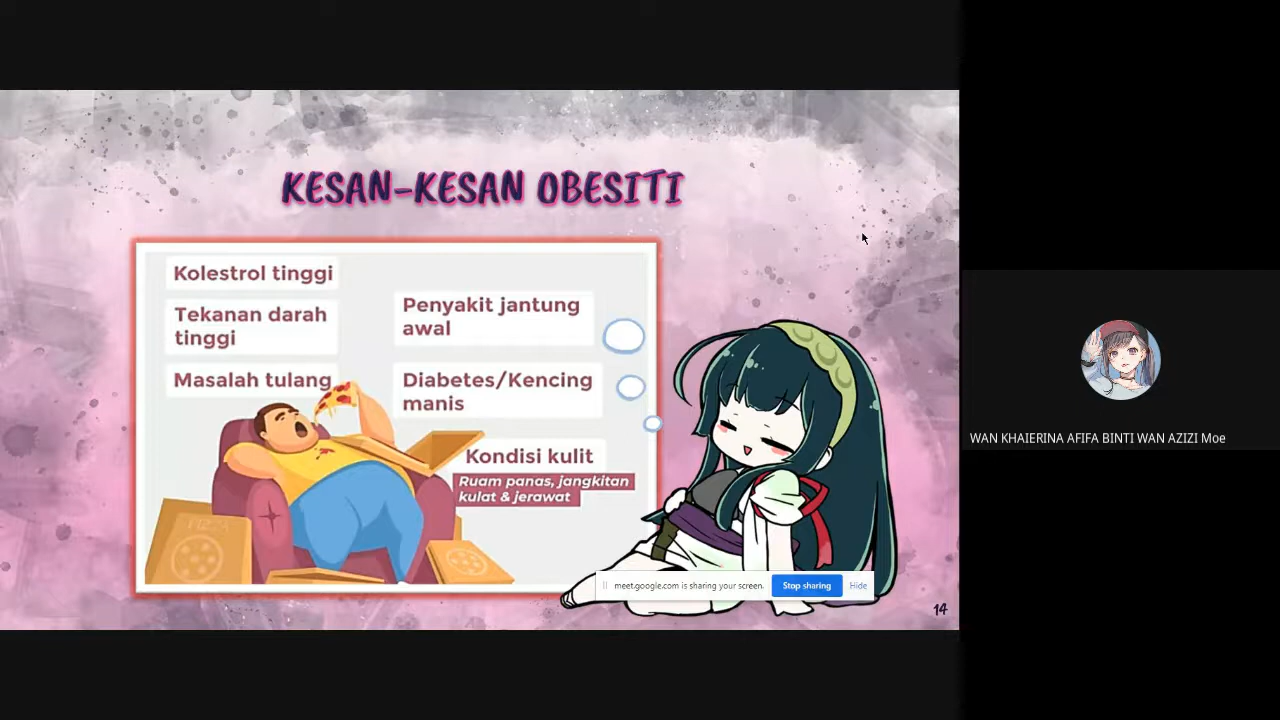 KESAN-KESAN OBESITI
Kolestrol tinggi
Tekanan darah
tinggi
Masalah tulang
Penyakit jantung
awal
Diabetes/Kencing
manis
Kondisi kulit
Ruam panas, jangkitan
kulat & jerawat
PIZZA
meet.google.com is sharing your screen.
Stop sharing
Hide
14
WAN KHAIERINA AFIFA BINTI WAN AZIZI Moe